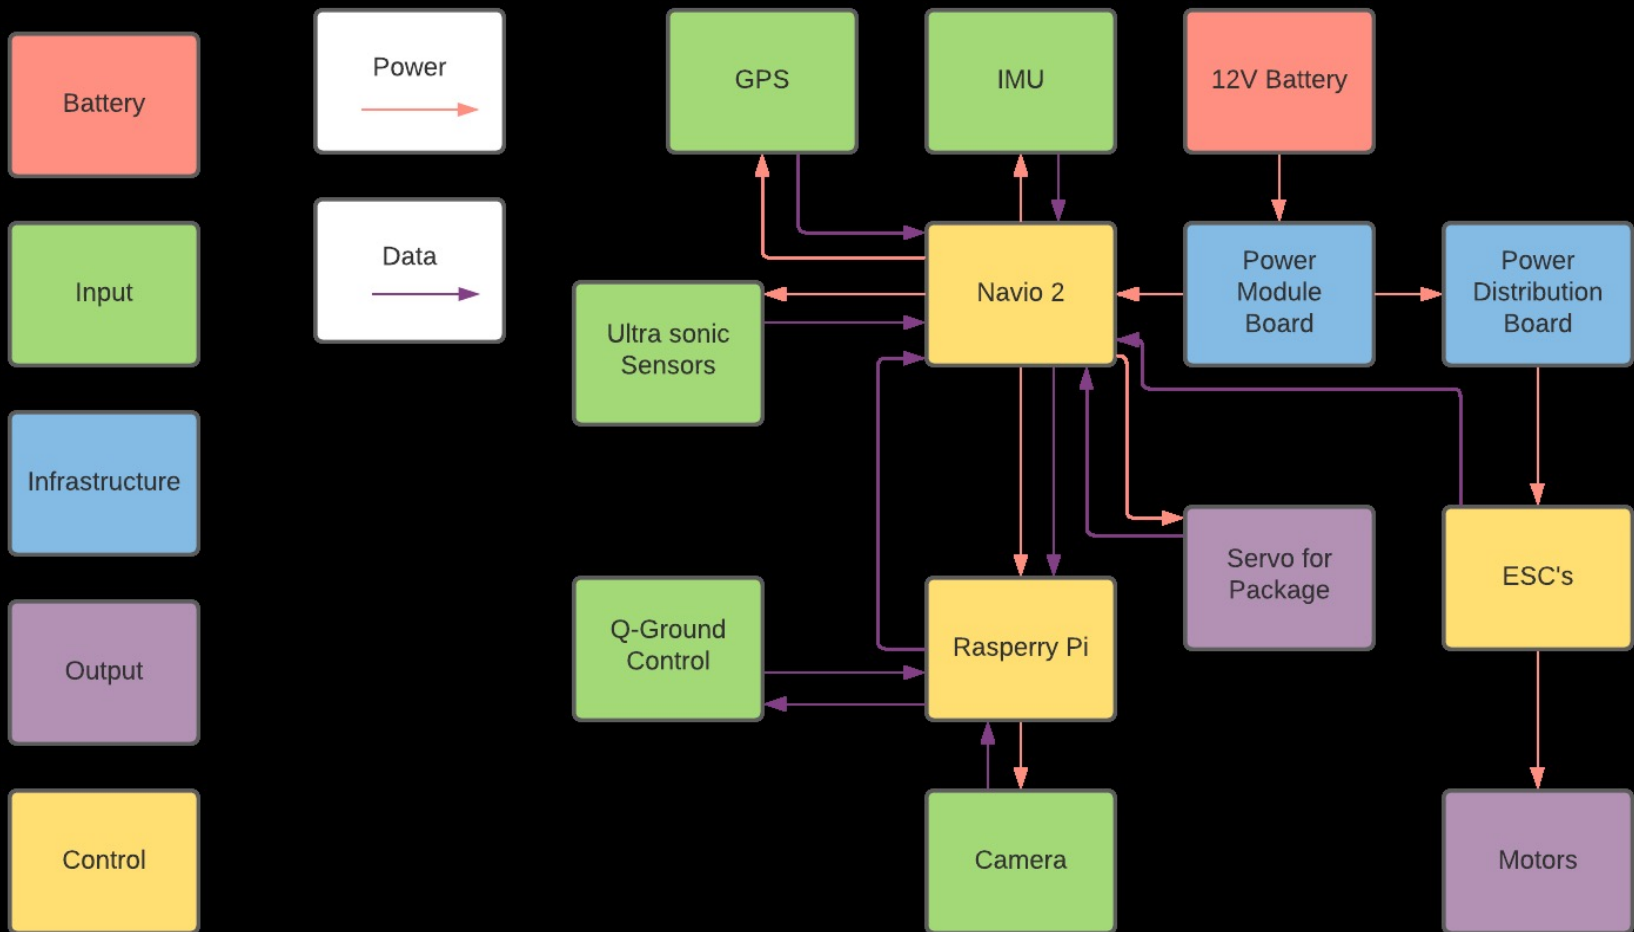 Battery
Input
Infrastructure
Output
Control
Power
Data
GPS
IMU
12V Battery
Ultra sonic
Sensors
Navio 2
Power
Module
Board
Power
Distribution
Board
Q-Ground
Control
Rasperry Pi
Servo for
Package
ESC's
Camera
Motors